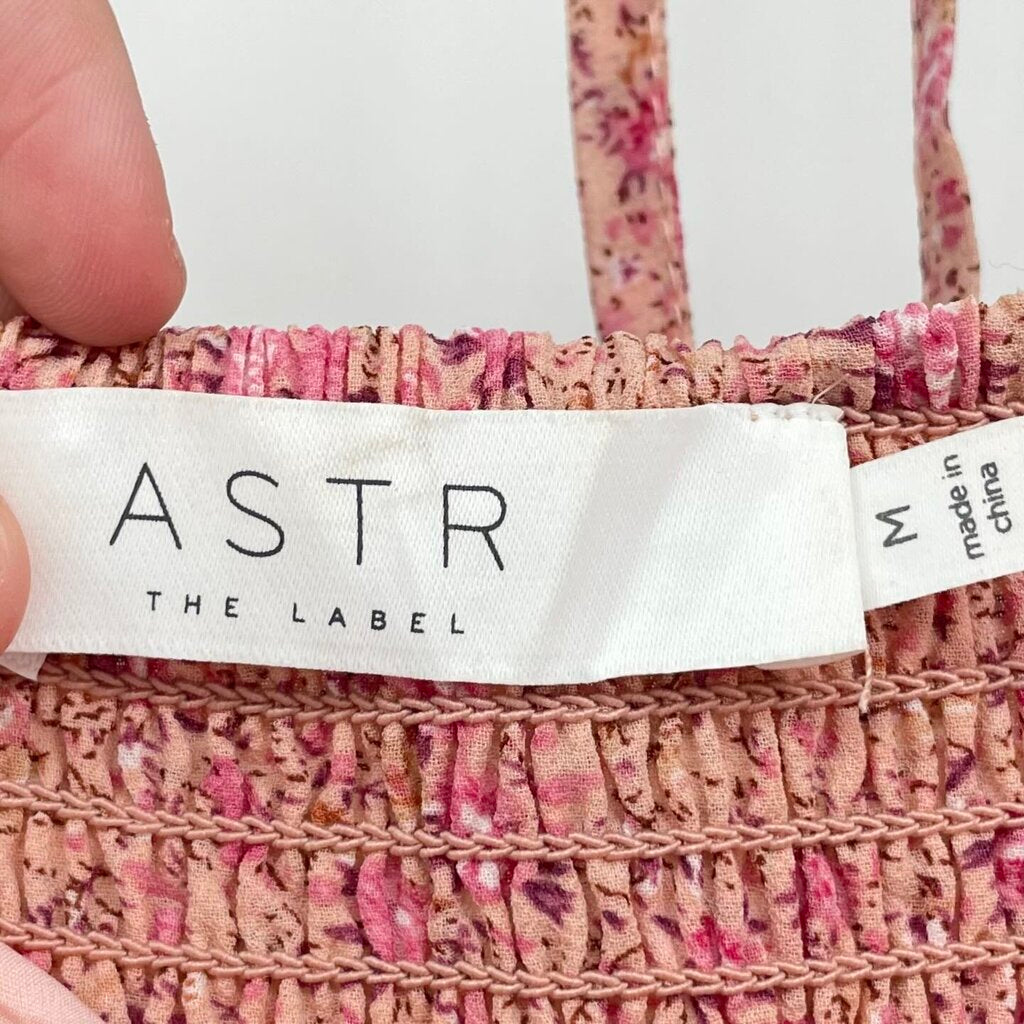 ASTR
THE LABEL
M
made in
china